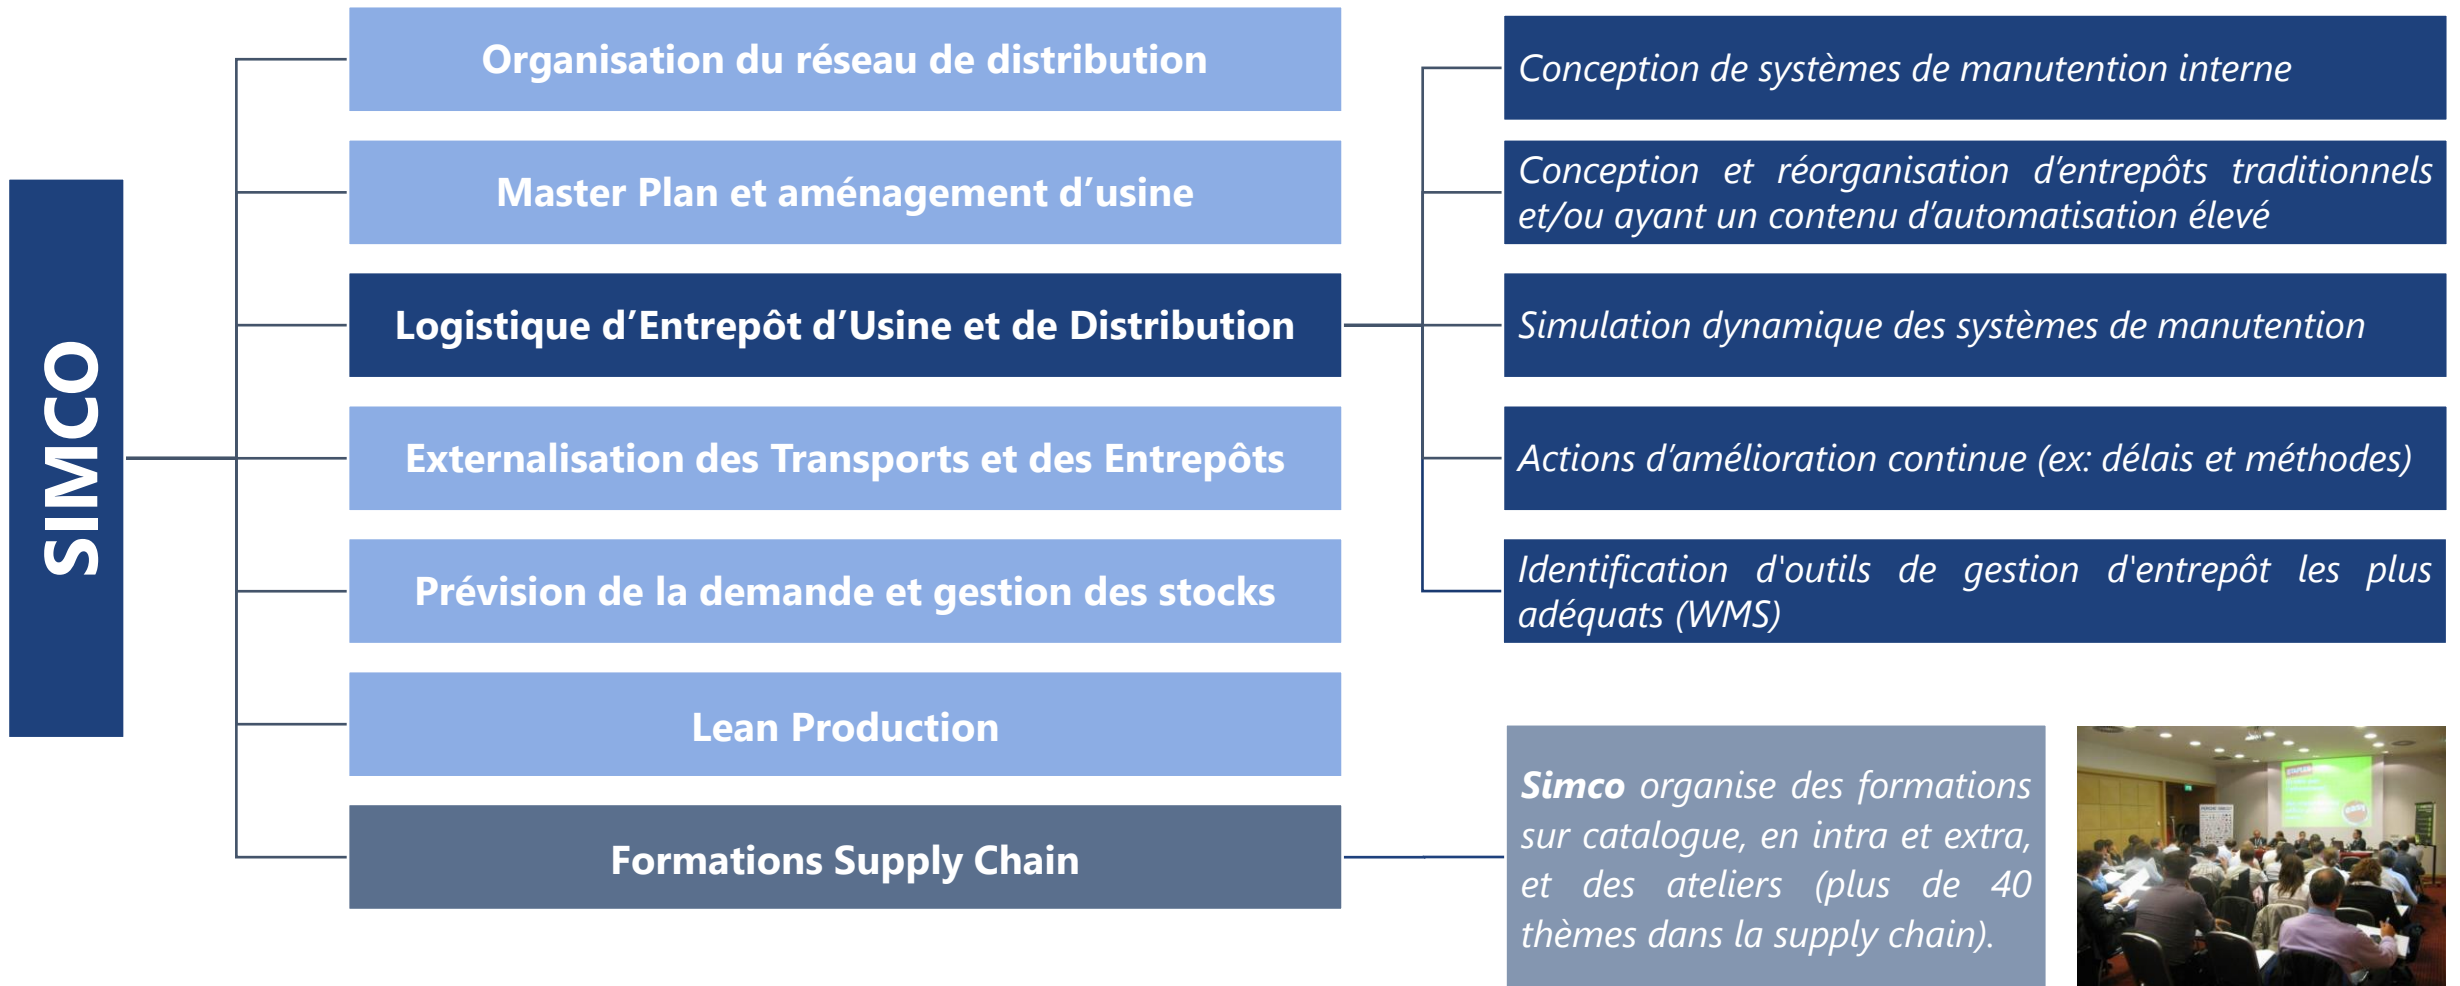 SIMCO
Organisation du réseau de distribution
Master Plan et aménagement d’usine
Logistique d’Entrepôt d’Usine et de Distribution
Externalisation des Transports et des Entrepôts
Prévision de la demande et gestion des stocks
Lean Production
Formations Supply Chain
Conception de systèmes de manutention interne
Conception et réorganisation d’entrepôts traditionnels
et/ou ayant un contenu d’automatisation élevé
Simulation dynamique des systèmes de manutention
Actions d’amélioration continue (ex: délais et méthodes)
Identification d'outils de gestion d'entrepôt les plus
adéquats (WMS)
Simco organise des formations
sur catalogue, en intra et extra,
et des ateliers (plus de 40
thèmes dans la supply chain).
STAPLES
easy